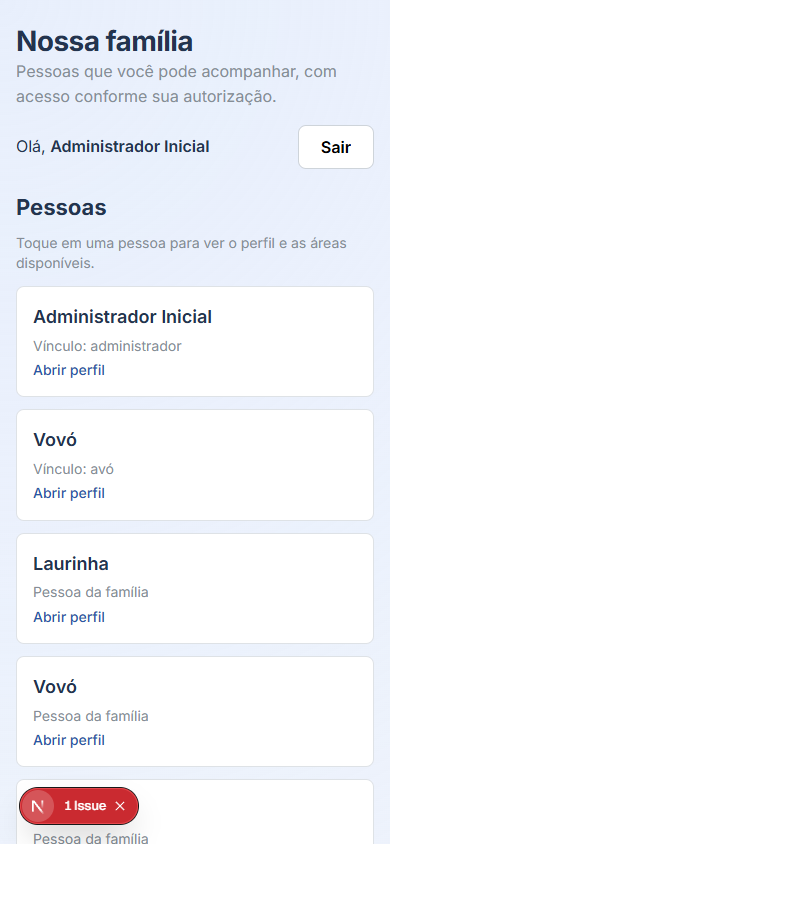 Nossa família
Pessoas que você pode acompanhar, com
acesso conforme sua autorização.
Olá, Administrador Inicial
Sair
Pessoas
Toque em uma pessoa para ver o perfil e as áreas
disponíveis.
Administrador Inicial
Vínculo: administrador
Abrir perfil
Vovó
Vínculo: avó
Abrir perfil
Laurinha
Pessoa da família
Abrir perfil
Vovó
Pessoa da família
Abrir perfil
N 1 Issue
Pessoa da família